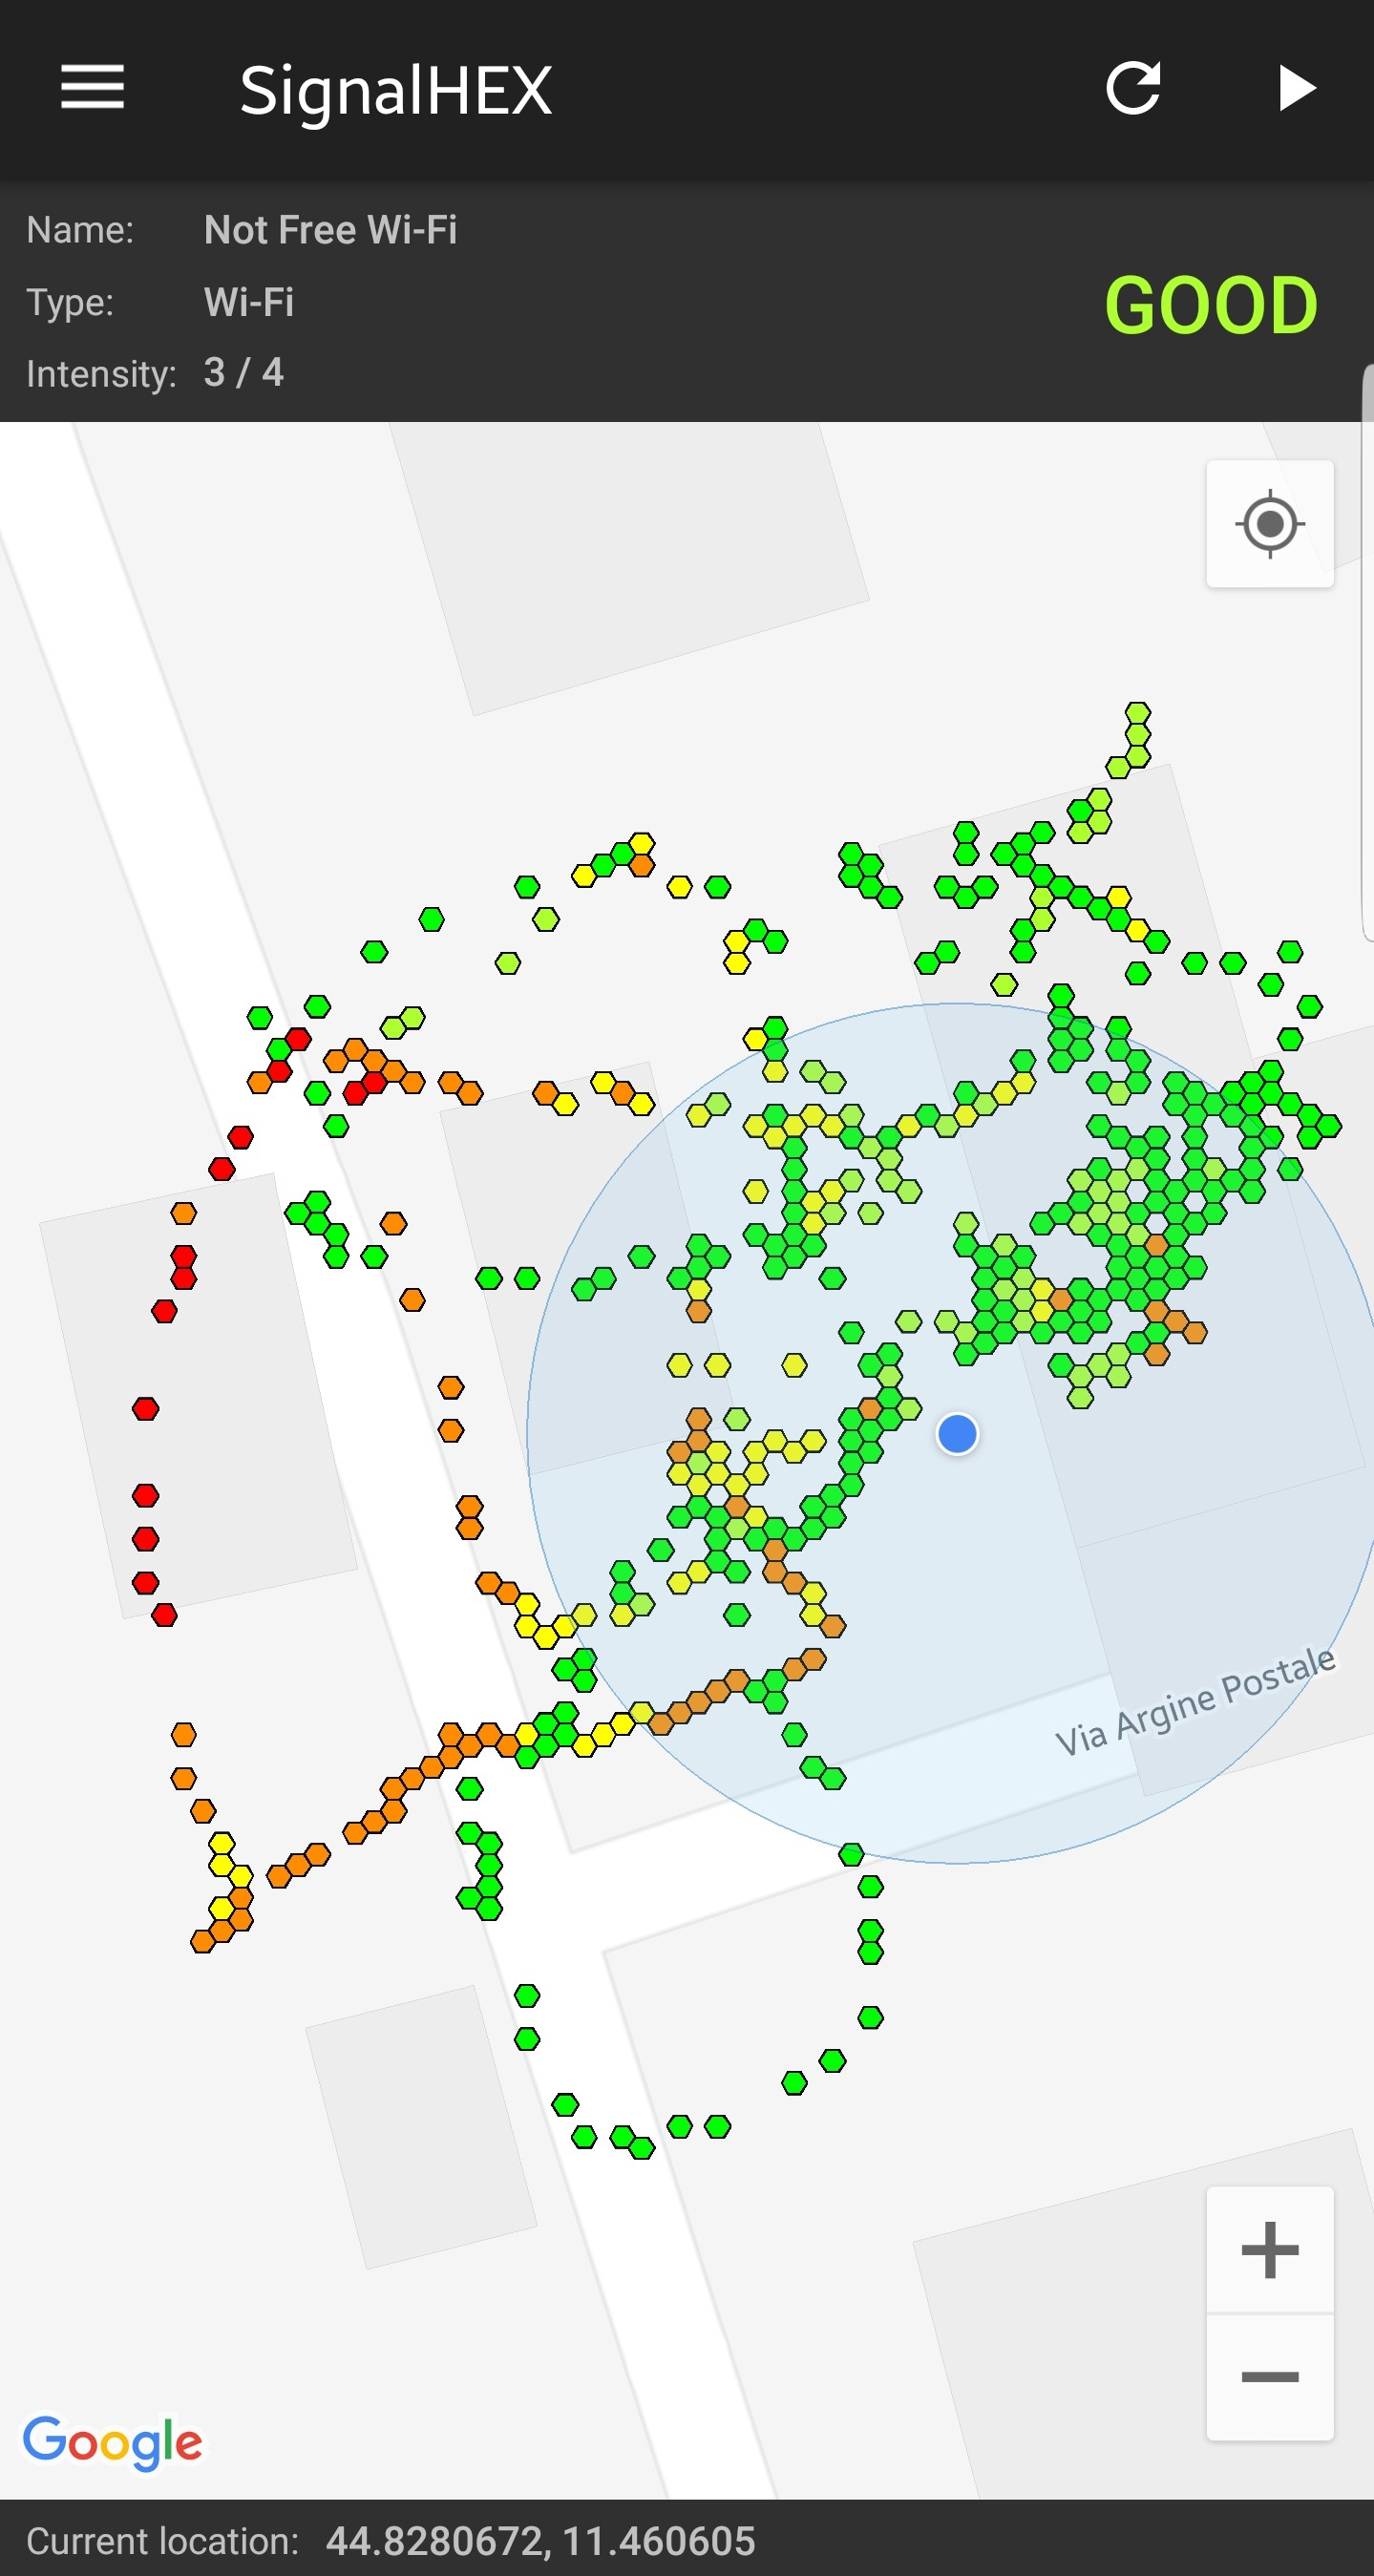 SignalHEX
Name: Not Free Wi-Fi
Type: Wi-Fi
GOOD
Intensity: 3 / 4
Via Argine Postale
Google
Current location: 44.8280672, 11.460605